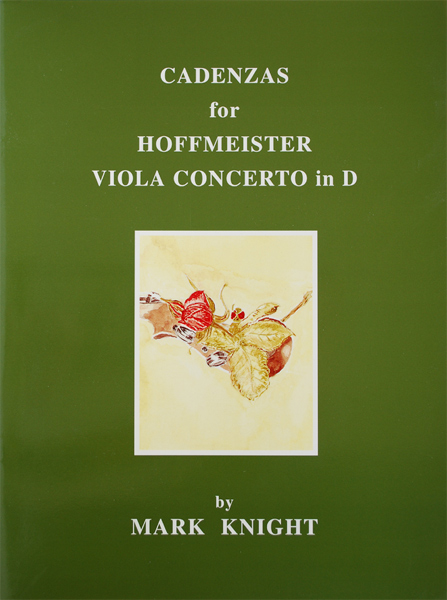 CADENZAS
for
HOFFMEISTER
VIOLA CONCERTO in D
by
MARK KNIGHT